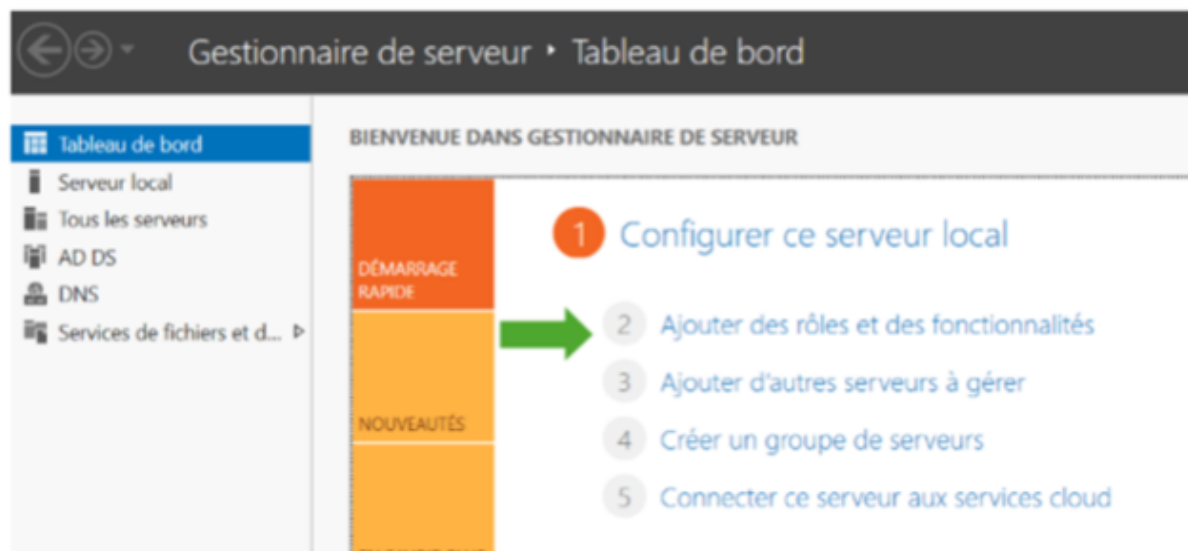 Gestionnaire de serveur ‣ Tableau de bord
Tableau de bord
Serveur local
Tous les serveurs
AD DS
DNS
Services de fichiers et d...
BIENVENUE DANS GESTIONNAIRE DE SERVEUR
DÉMARRAGE
RAPIDE
NOUVEAUTÉS
1 Configurer ce serveur local
2 Ajouter des rôles et des fonctionnalités
3 Ajouter d'autres serveurs à gérer
4 Créer un groupe de serveurs
5 Connecter ce serveur aux services cloud